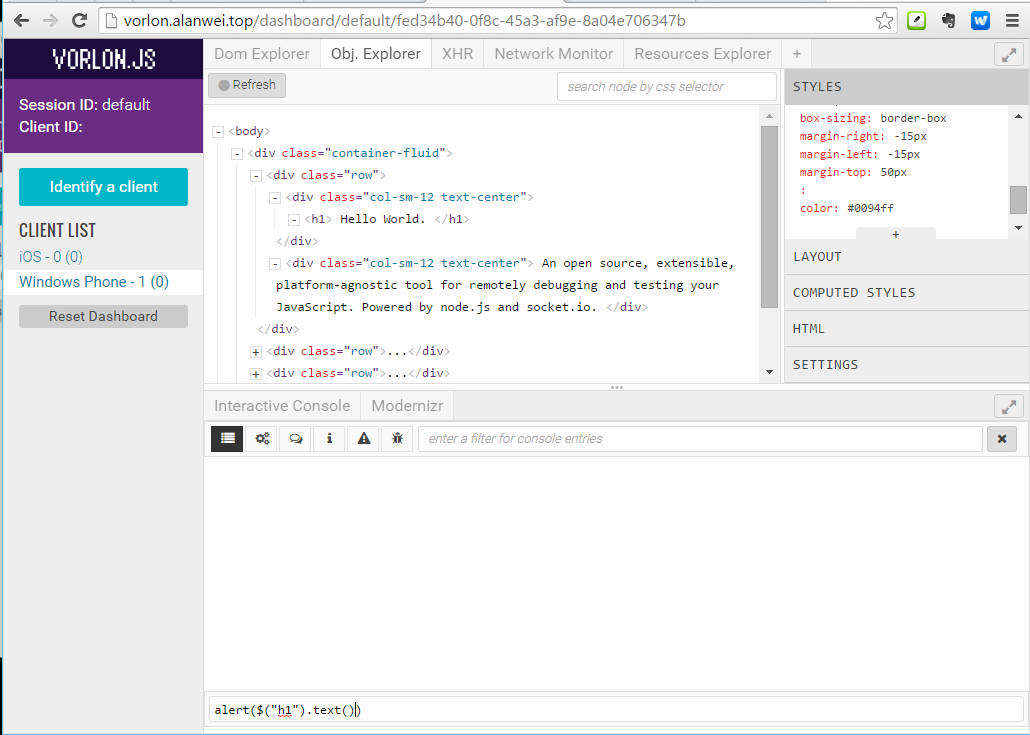 vorlon.alanwei.top/dashboard/default/fed34b40-0f8c-45a3-af9e-8a04e706347b
VORLON.JS
Session ID: default
Client ID:
Identify a client
CLIENT LIST
iOS - 0 (0)
Windows Phone - 1 (0)
Reset Dashboard
Dom Explorer Obj. Explorer XHR Network Monitor Resources Explorer +
Refresh search node by css selector
- <body>
- <div class="container-fluid">
- <div class="row">
- <div class="col-sm-12 text-center">
- <h1> Hello World. </h1>
</div>
- <div class="col-sm-12 text-center"> An open source, extensible,
platform-agnostic tool for remotely debugging and testing your
JavaScript. Powered by node.js and socket.io. </div>
</div>
+ <div class="row">...</div>
+ <div class="row">...</div>
STYLES
box-sizing: border-box
margin-right: -15px
margin-left: -15px
margin-top: 50px
:
color: #0094ff
+
LAYOUT
COMPUTED STYLES
HTML
SETTINGS
Interactive Console Modernizr
enter a filter for console entries
alert($("h1").text())